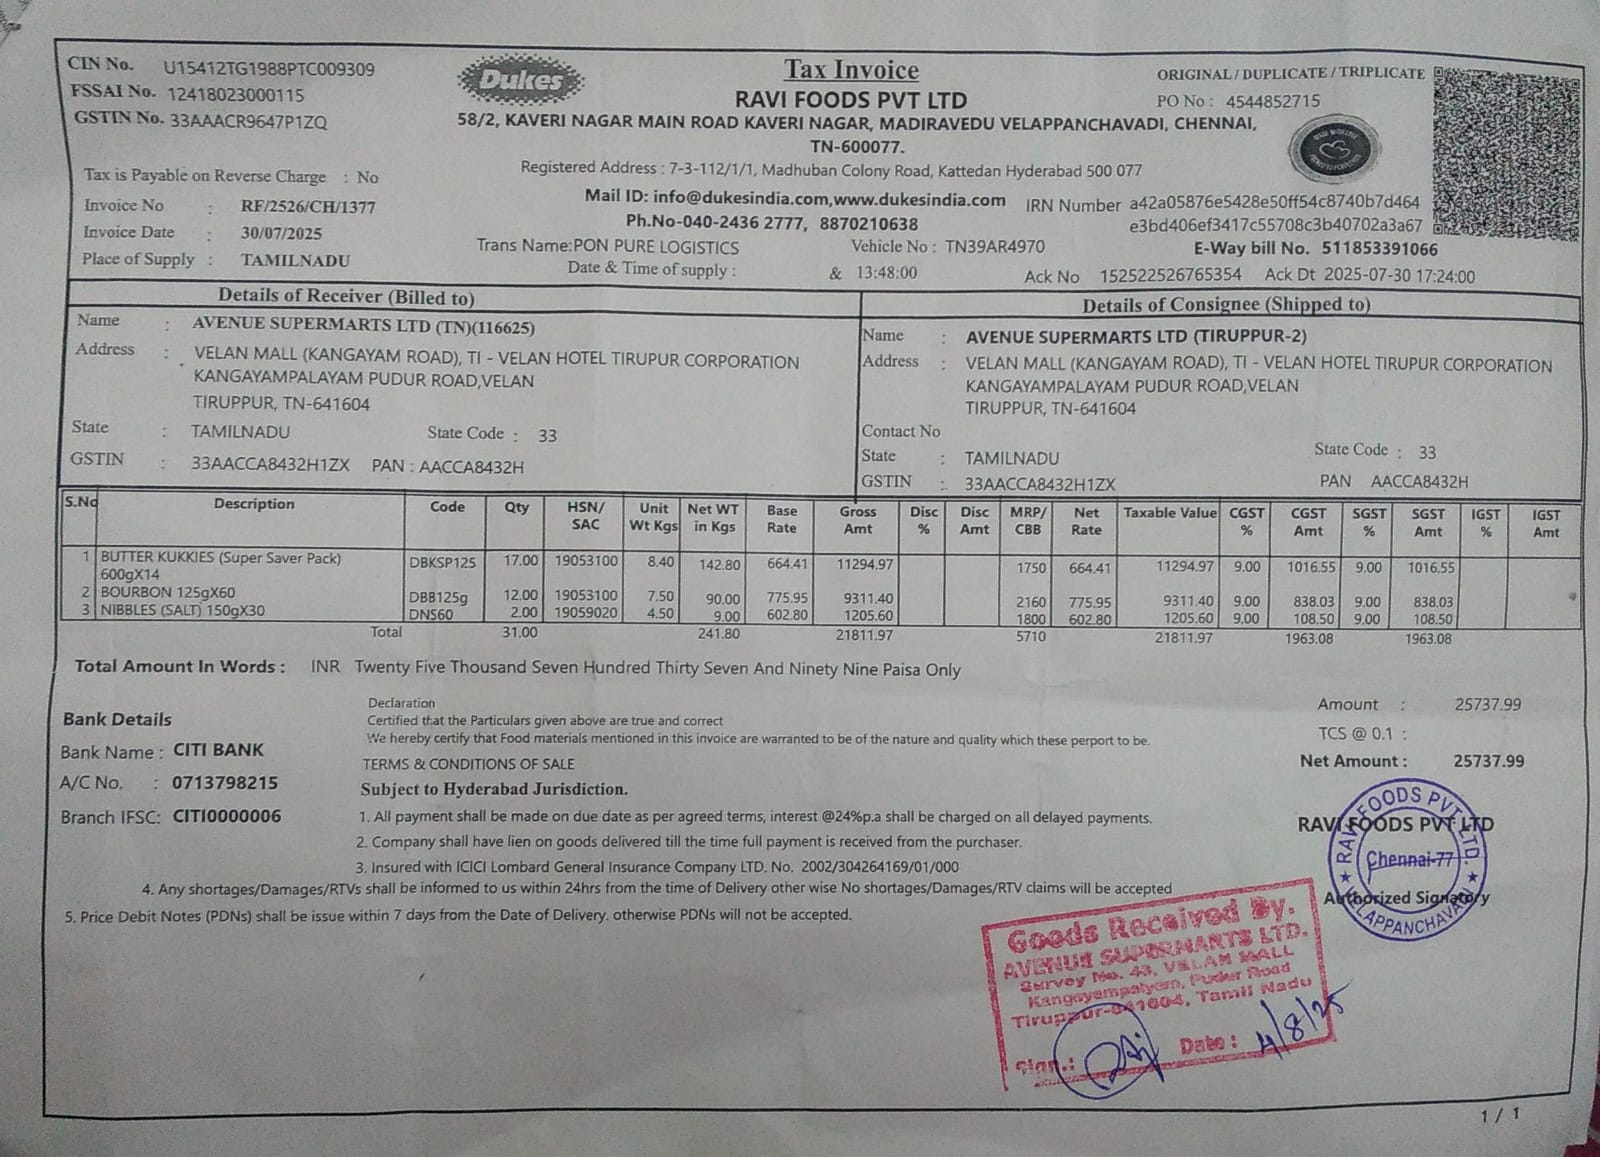 CIN No. U15412TG1988PTC009309
FSSAI No. 12418023000115
GSTIN No. 33AAACR9647P1ZQ
Dukes
Tax Invoice
RAVI FOODS PVT LTD
58/2, KAVERI NAGAR MAIN ROAD KAVERI NAGAR, MADIRAVEDU VELAPPANCHAVADI, CHENNAI,
TN-600077.
Registered Address : 7-3-112/1/1, Madhuban Colony Road, Kattedan Hyderabad 500 077
Mail ID: info@dukesindia.com,www.dukesindia.com
Ph.No-040-2436 2777, 8870210638
ORIGINAL/DUPLICATE/TRIPLICATE
PO No : 4544852715
Tax is Payable on Reverse Charge : No
Invoice No : RF/2526/CH/1377
Invoice Date : 30/07/2025
Place of Supply : TAMILNADU
Trans Name:PON PURE LOGISTICS Vehicle No : TN39AR4970
Date & Time of supply : & 13:48:00
IRN Number a42a05876e5428e50ff54c8740b7d464
e3bd406ef3417c55708c3b40702a3a67
E-Way bill No. 511853391066
Ack No 152522526765354 Ack Dt 2025-07-30 17:24:00
Details of Receiver (Billed to)
Name : AVENUE SUPERMARTS LTD (TN)(116625)
Address : VELAN MALL (KANGAYAM ROAD), TI - VELAN HOTEL TIRUPUR CORPORATION
KANGAYAMPALAYAM PUDUR ROAD,VELAN
TIRUPPUR, TN-641604
State : TAMILNADU State Code : 33
GSTIN : 33AACCA8432H1ZX PAN : AACCA8432H
Details of Consignee (Shipped to)
Name : AVENUE SUPERMARTS LTD (TIRUPPUR-2)
Address : VELAN MALL (KANGAYAM ROAD), TI - VELAN HOTEL TIRUPUR CORPORATION
KANGAYAMPALAYAM PUDUR ROAD,VELAN
TIRUPPUR, TN-641604
Contact No
State : TAMILNADU State Code : 33
GSTIN : 33AACCA8432H1ZX PAN AACCA8432H
S.No Description Code Qty HSN/ SAC Unit Wt Kgs Net WT in Kgs Base Rate Gross Amt Disc % Disc Amt MRP/ CBB Net Rate Taxable Value CGST % CGST Amt SGST % SGST Amt IGST % IGST Amt
1 BUTTER KUKKIES (Super Saver Pack) DBKSP125 17.00 19053100 8.40 142.80 664.41 11294.97 1750 664.41 11294.97 9.00 1016.55 9.00 1016.55
600gX14
2 BOURBON 125gX60 DBB125g 12.00 19053100 7.50 90.00 775.95 9311.40 2160 775.95 9311.40 9.00 838.03 9.00 838.03
3 NIBBLES (SALT) 150gX30 DNS60 2.00 19059020 4.50 9.00 602.80 1205.60 1800 602.80 1205.60 9.00 108.50 9.00 108.50
Total 31.00 241.80 21811.97 5710 21811.97 1963.08 1963.08
Total Amount In Words : INR Twenty Five Thousand Seven Hundred Thirty Seven And Ninety Nine Paisa Only
Bank Details
Bank Name : CITI BANK
A/C No. : 0713798215
Branch IFSC: CITI0000006
Declaration
Certified that the Particulars given above are true and correct
We hereby certify that Food materials mentioned in this invoice are warranted to be of the nature and quality which these perport to be.
TERMS & CONDITIONS OF SALE
Subject to Hyderabad Jurisdiction.
1. All payment shall be made on due date as per agreed terms, interest @24%p.a shall be charged on all delayed payments.
2. Company shall have lien on goods delivered till the time full payment is received from the purchaser.
3. Insured with ICICI Lombard General Insurance Company LTD. No. 2002/304264169/01/000
4. Any shortages/Damages/RTVs shall be informed to us within 24hrs from the time of Delivery other wise No shortages/Damages/RTV claims will be accepted
5. Price Debit Notes (PDNs) shall be issue within 7 days from the Date of Delivery. otherwise PDNs will not be accepted.
Amount : 25737.99
TCS @ 0.1 :
Net Amount : 25737.99
RAVI FOODS PVT LTD
Authorized Signatory
RAVI FOODS PVT. LTD.
Chennai-77
VELAPPANCHAVADI
Goods Received By.
AVENUE SUPERMARTS LTD.
Survey No. 43, VELAN MALL
Kangayampalyam, Pudur Road
Tiruppur-641604, Tamil Nadu
Sign.: Date : 4/8/25
1 / 1